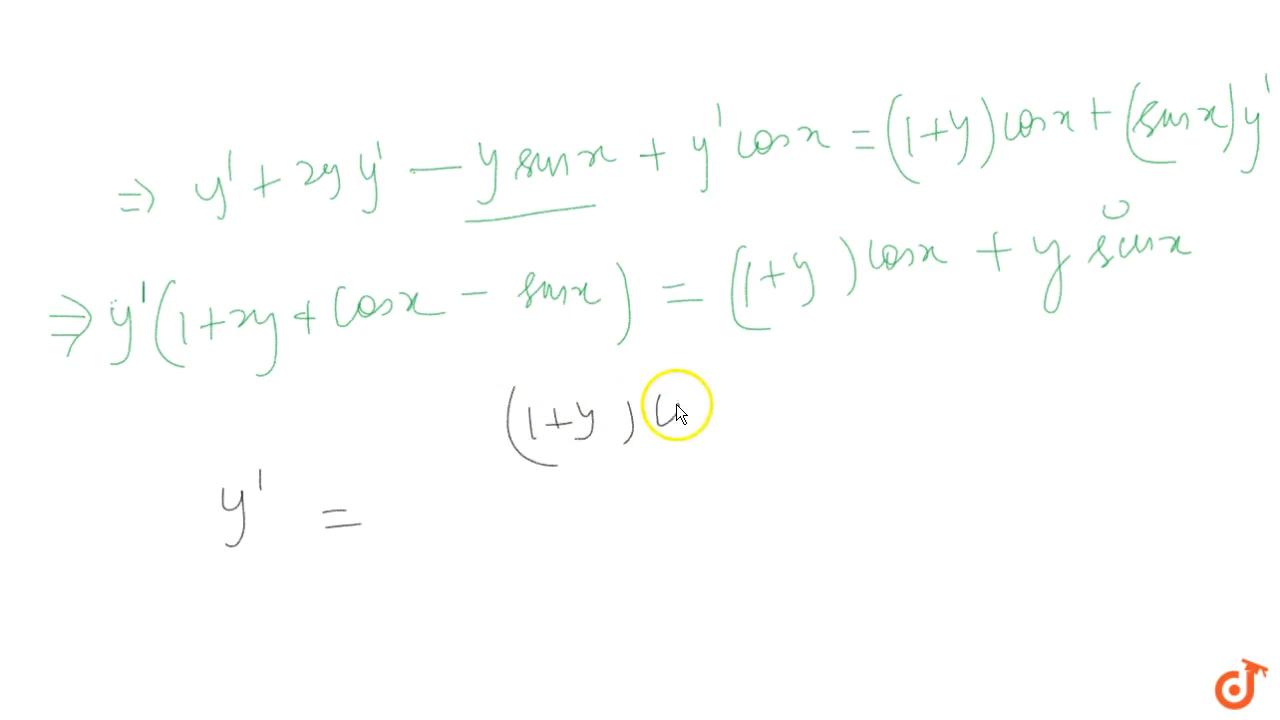 ⇒ y' + 2y y' - y sin x + y' cos x = (1+y) cos x + (sin x) y'
⇒ y' (1 + 2y + cos x - sin x) = (1+y) cos x + y sin x
(1+y)
y' =